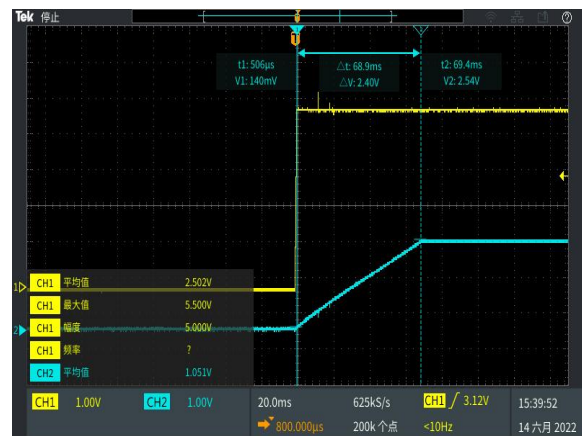 Tek 停止
t1: 506μs
V1: 140mV
△t: 68.9ms
△V: 2.40V
t2: 69.4ms
V2: 2.54V
CH1 平均值 2.502V
CH1 最大值 5.500V
CH1 幅度 5.000V
CH1 频率 ?
CH2 平均值 1.051V
CH1 1.00V CH2 1.00V 20.0ms 625kS/s CH1 3.12V 15:39:52
800.000μs 200k 个点 <10Hz 14 六月 2022